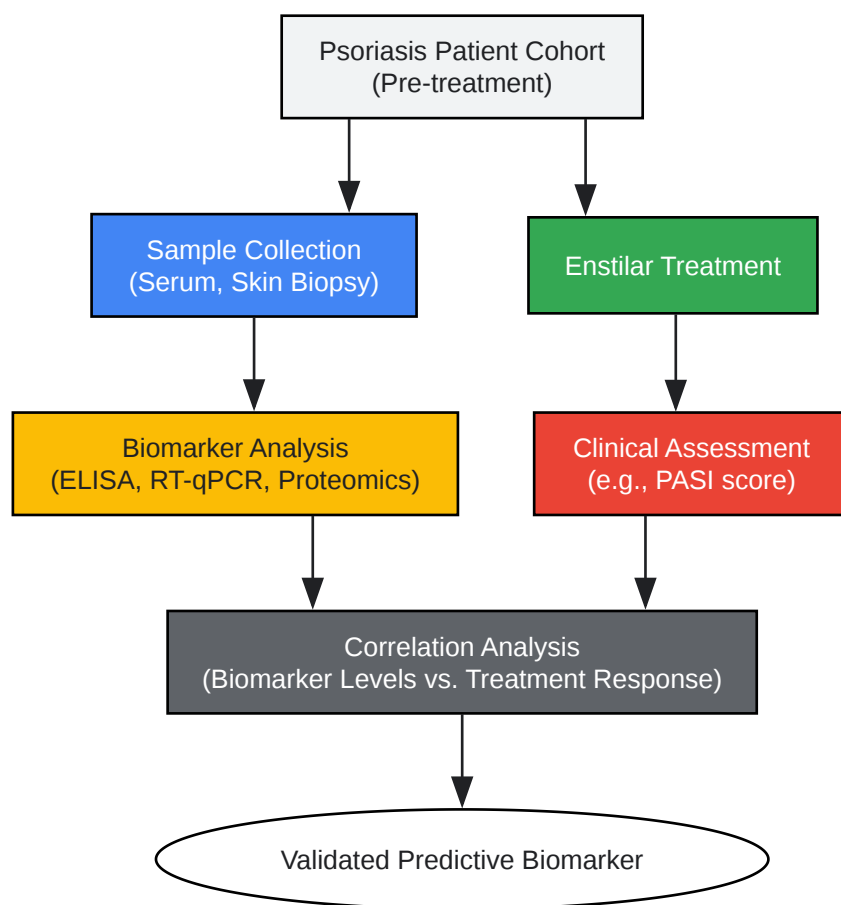 Psoriasis Patient Cohort
(Pre-treatment)
Sample Collection
(Serum, Skin Biopsy)
Enstilar Treatment
Biomarker Analysis
(ELISA, RT-qPCR, Proteomics)
Clinical Assessment
(e.g., PASI score)
Correlation Analysis
(Biomarker Levels vs. Treatment Response)
Validated Predictive Biomarker